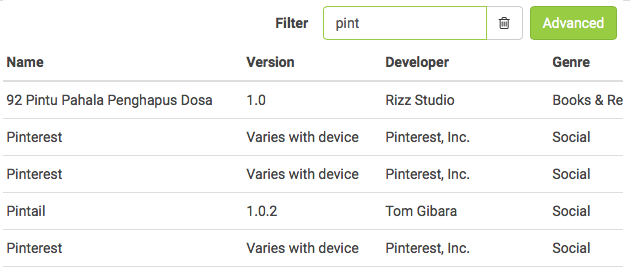 Filter pint Advanced
Name Version Developer Genre
92 Pintu Pahala Penghapus Dosa 1.0 Rizz Studio Books & Re
Pinterest Varies with device Pinterest, Inc. Social
Pinterest Varies with device Pinterest, Inc. Social
Pintail 1.0.2 Tom Gibara Social
Pinterest Varies with device Pinterest, Inc. Social